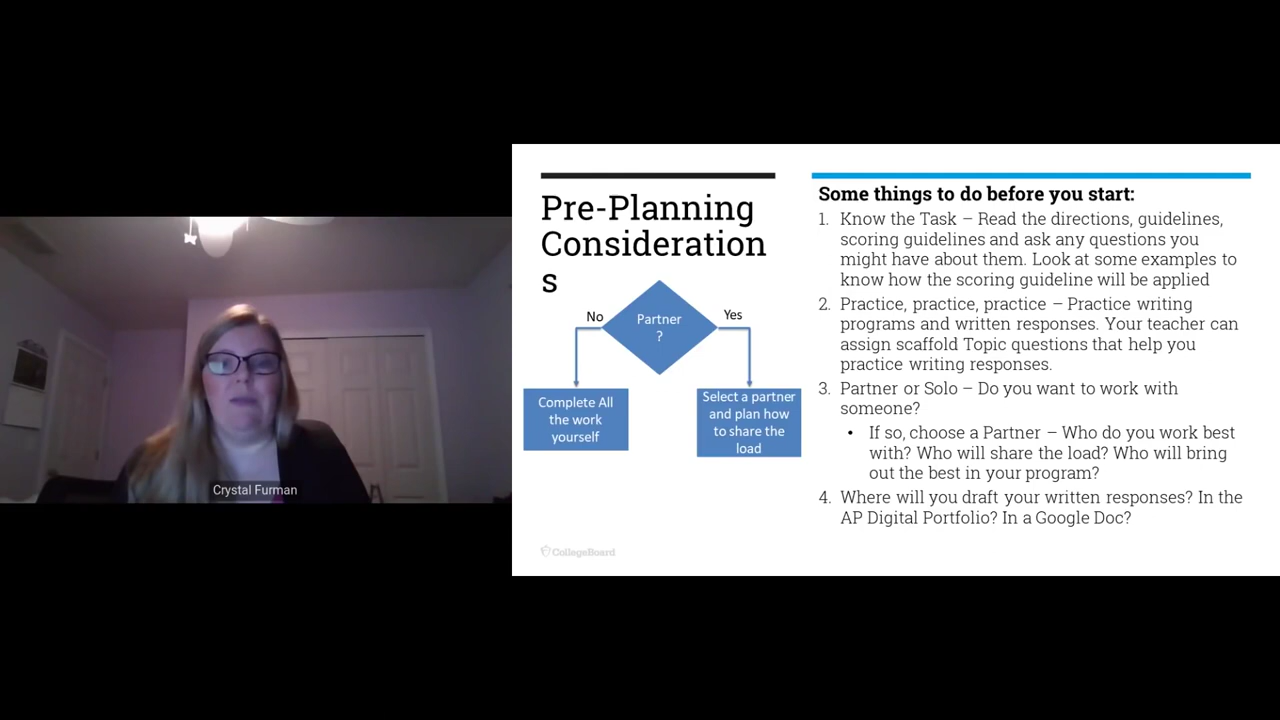 Crystal Furman
Pre-Planning
Consideration
s
Partner
?
No
Yes
Complete All
the work
yourself
Select a partner
and plan how
to share the
load
CollegeBoard
Some things to do before you start:
1. Know the Task – Read the directions, guidelines,
scoring guidelines and ask any questions you
might have about them. Look at some examples to
know how the scoring guideline will be applied
2. Practice, practice, practice – Practice writing
programs and written responses. Your teacher can
assign scaffold Topic questions that help you
practice writing responses.
3. Partner or Solo – Do you want to work with
someone?
• If so, choose a Partner – Who do you work best
with? Who will share the load? Who will bring
out the best in your program?
4. Where will you draft your written responses? In the
AP Digital Portfolio? In a Google Doc?